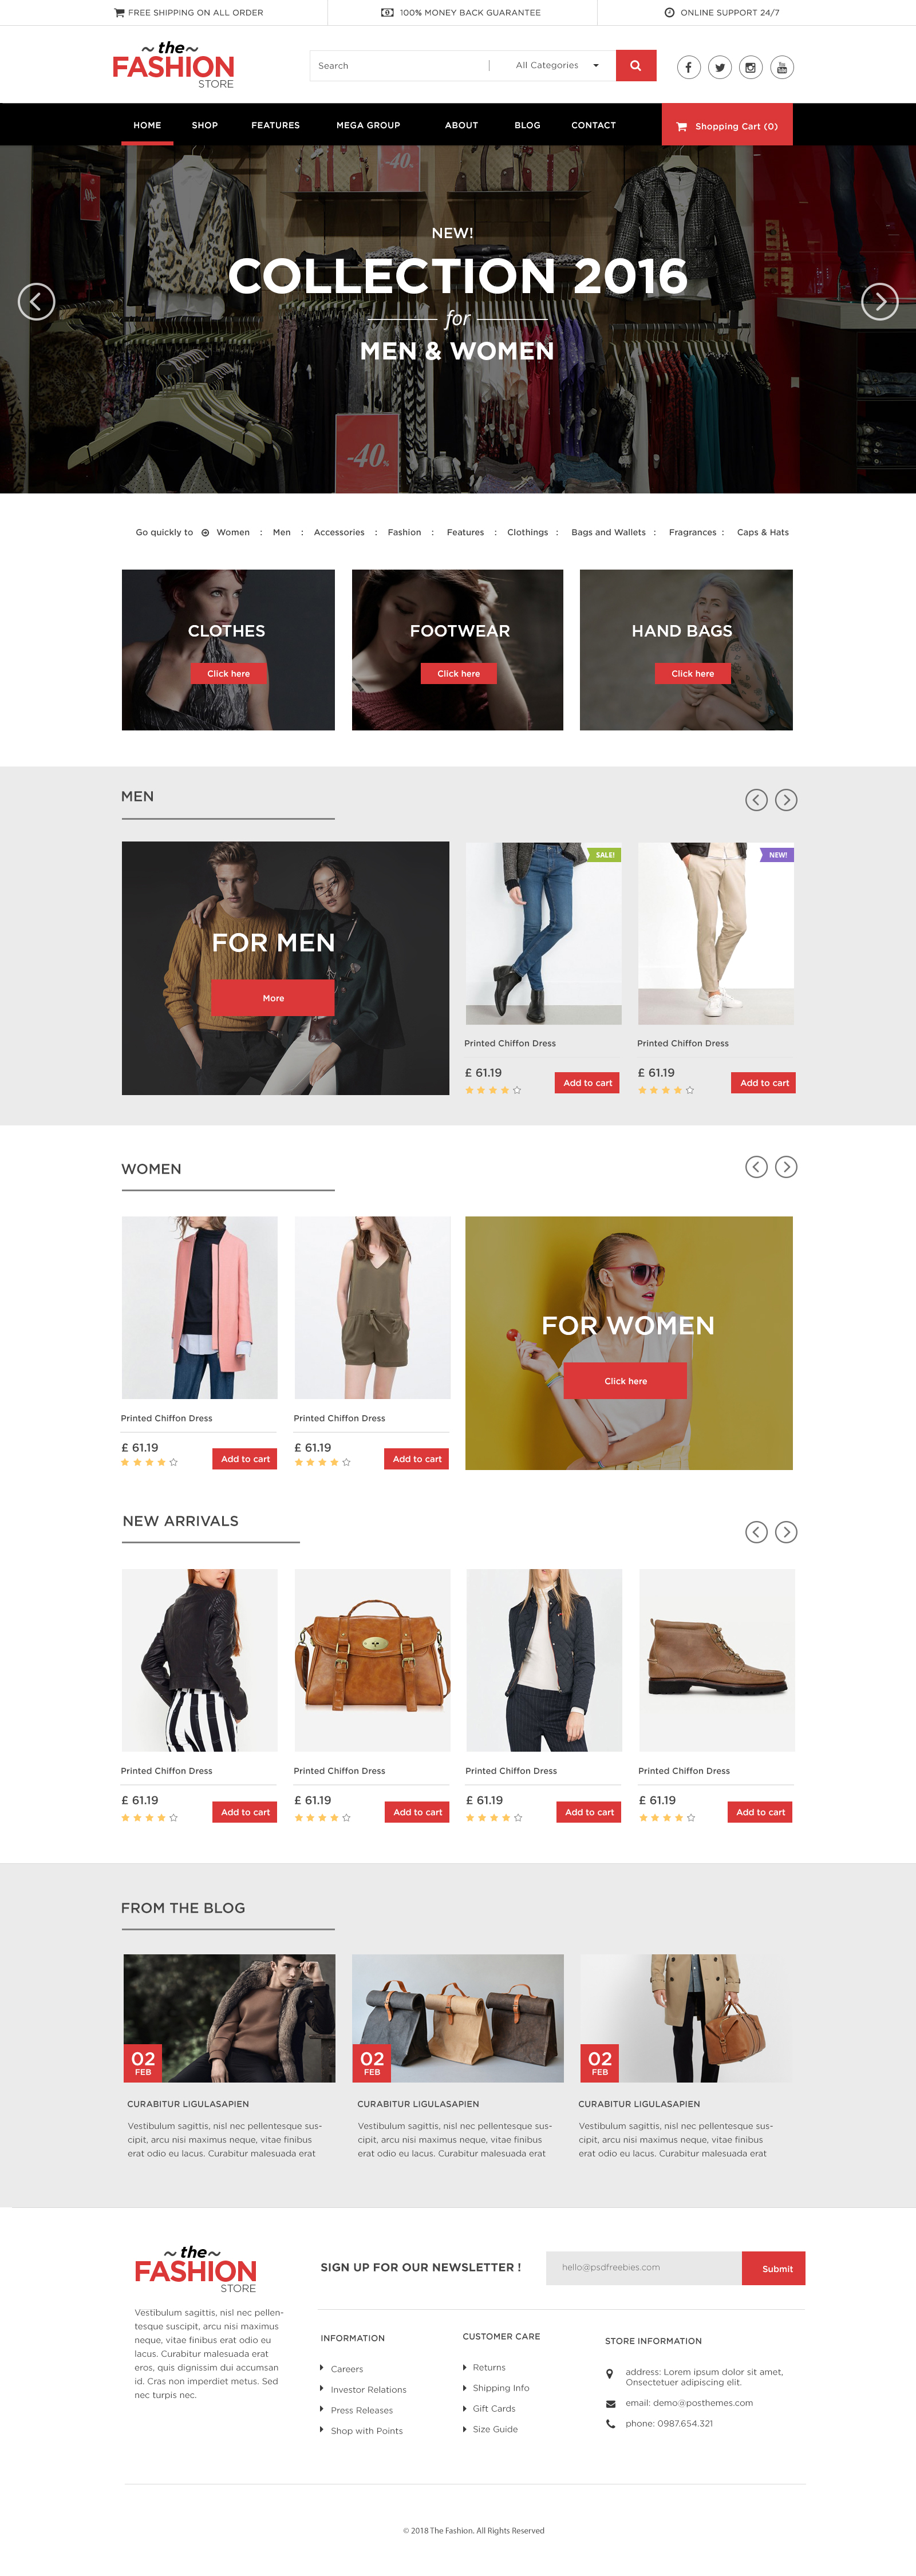 FREE SHIPPING ON ALL ORDER
100% MONEY BACK GUARANTEE
ONLINE SUPPORT 24/7
~the~
FASHION
STORE
Search
All Categories
HOME SHOP FEATURES MEGA GROUP ABOUT BLOG CONTACT
Shopping Cart (0)
-40%
NEW!
COLLECTION 2016
for
MEN & WOMEN
-40%
Go quickly to Women : Men : Accessories : Fashion : Features : Clothings : Bags and Wallets : Fragrances : Caps & Hats
CLOTHES
Click here
FOOTWEAR
Click here
HAND BAGS
Click here
MEN
FOR MEN
More
SALE!
Printed Chiffon Dress
£ 61.19
Add to cart
NEW!
Printed Chiffon Dress
£ 61.19
Add to cart
WOMEN
Printed Chiffon Dress
£ 61.19
Add to cart
Printed Chiffon Dress
£ 61.19
Add to cart
FOR WOMEN
Click here
NEW ARRIVALS
Printed Chiffon Dress
£ 61.19
Add to cart
Printed Chiffon Dress
£ 61.19
Add to cart
Printed Chiffon Dress
£ 61.19
Add to cart
Printed Chiffon Dress
£ 61.19
Add to cart
FROM THE BLOG
02
FEB
CURABITUR LIGULASAPIEN
Vestibulum sagittis, nisl nec pellentesque sus-
cipit, arcu nisi maximus neque, vitae finibus
erat odio eu lacus. Curabitur malesuada erat
02
FEB
CURABITUR LIGULASAPIEN
Vestibulum sagittis, nisl nec pellentesque sus-
cipit, arcu nisi maximus neque, vitae finibus
erat odio eu lacus. Curabitur malesuada erat
02
FEB
CURABITUR LIGULASAPIEN
Vestibulum sagittis, nisl nec pellentesque sus-
cipit, arcu nisi maximus neque, vitae finibus
erat odio eu lacus. Curabitur malesuada erat
~the~
FASHION
STORE
Vestibulum sagittis, nisl nec pellen-
tesque suscipit, arcu nisi maximus
neque, vitae finibus erat odio eu
lacus. Curabitur malesuada erat
eros, quis dignissim dui accumsan
id. Cras non imperdiet metus. Sed
nec turpis nec.
SIGN UP FOR OUR NEWSLETTER !
hello@psdfreebies.com
Submit
INFORMATION
Careers
Investor Relations
Press Releases
Shop with Points
CUSTOMER CARE
Returns
Shipping Info
Gift Cards
Size Guide
STORE INFORMATION
address: Lorem ipsum dolor sit amet,
Onsectetuer adipiscing elit.
email: demo@posthemes.com
phone: 0987.654.321
© 2018 The Fashion. All Rights Reserved